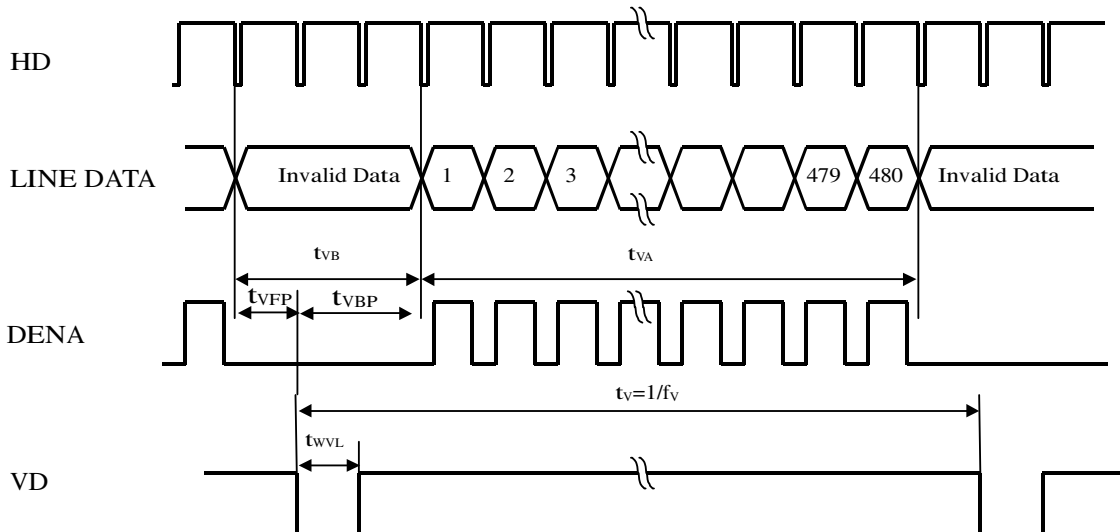 HD
LINE DATA
Invalid Data 1 2 3 479 480 Invalid Data
tVB tVA
tVFP tVBP
DENA
tV=1/fV
tWVL
VD